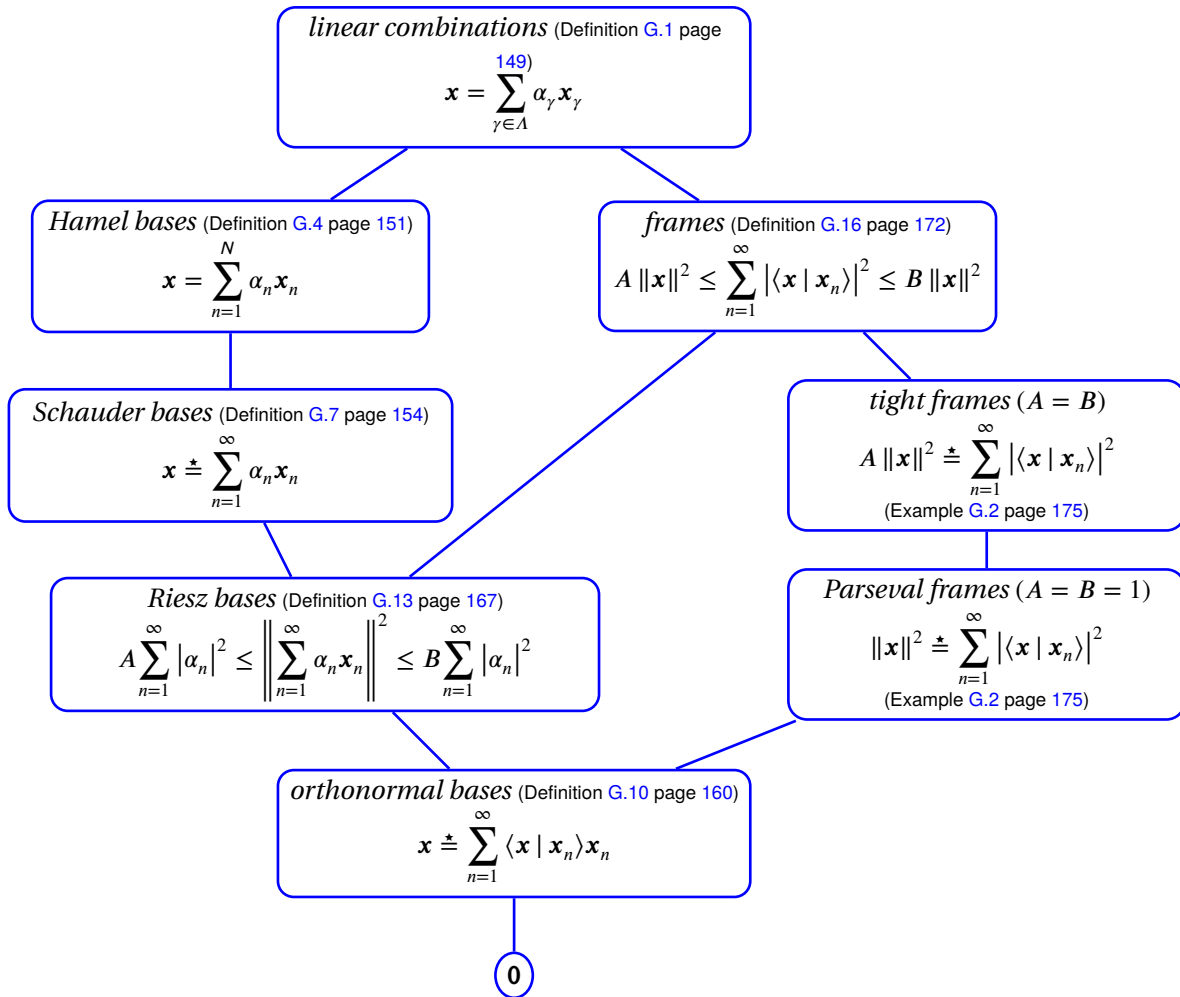 linear combinations (Definition G.1 page
149)
𝒙 = ∑_{γ∈Λ} α_γ 𝒙_γ
Hamel bases (Definition G.4 page 151)
𝒙 = ∑_{n=1}^{N} α_n 𝒙_n
frames (Definition G.16 page 172)
A ‖𝒙‖² ≤ ∑_{n=1}^{∞} |⟨𝒙 | 𝒙_n⟩|² ≤ B ‖𝒙‖²
Schauder bases (Definition G.7 page 154)
𝒙 ≛ ∑_{n=1}^{∞} α_n 𝒙_n
tight frames (A = B)
A ‖𝒙‖² ≛ ∑_{n=1}^{∞} |⟨𝒙 | 𝒙_n⟩|²
(Example G.2 page 175)
Riesz bases (Definition G.13 page 167)
A ∑_{n=1}^{∞} |α_n|² ≤ ‖∑_{n=1}^{∞} α_n 𝒙_n‖² ≤ B ∑_{n=1}^{∞} |α_n|²
Parseval frames (A = B = 1)
‖𝒙‖² ≛ ∑_{n=1}^{∞} |⟨𝒙 | 𝒙_n⟩|²
(Example G.2 page 175)
orthonormal bases (Definition G.10 page 160)
𝒙 ≛ ∑_{n=1}^{∞} ⟨𝒙 | 𝒙_n⟩𝒙_n
0